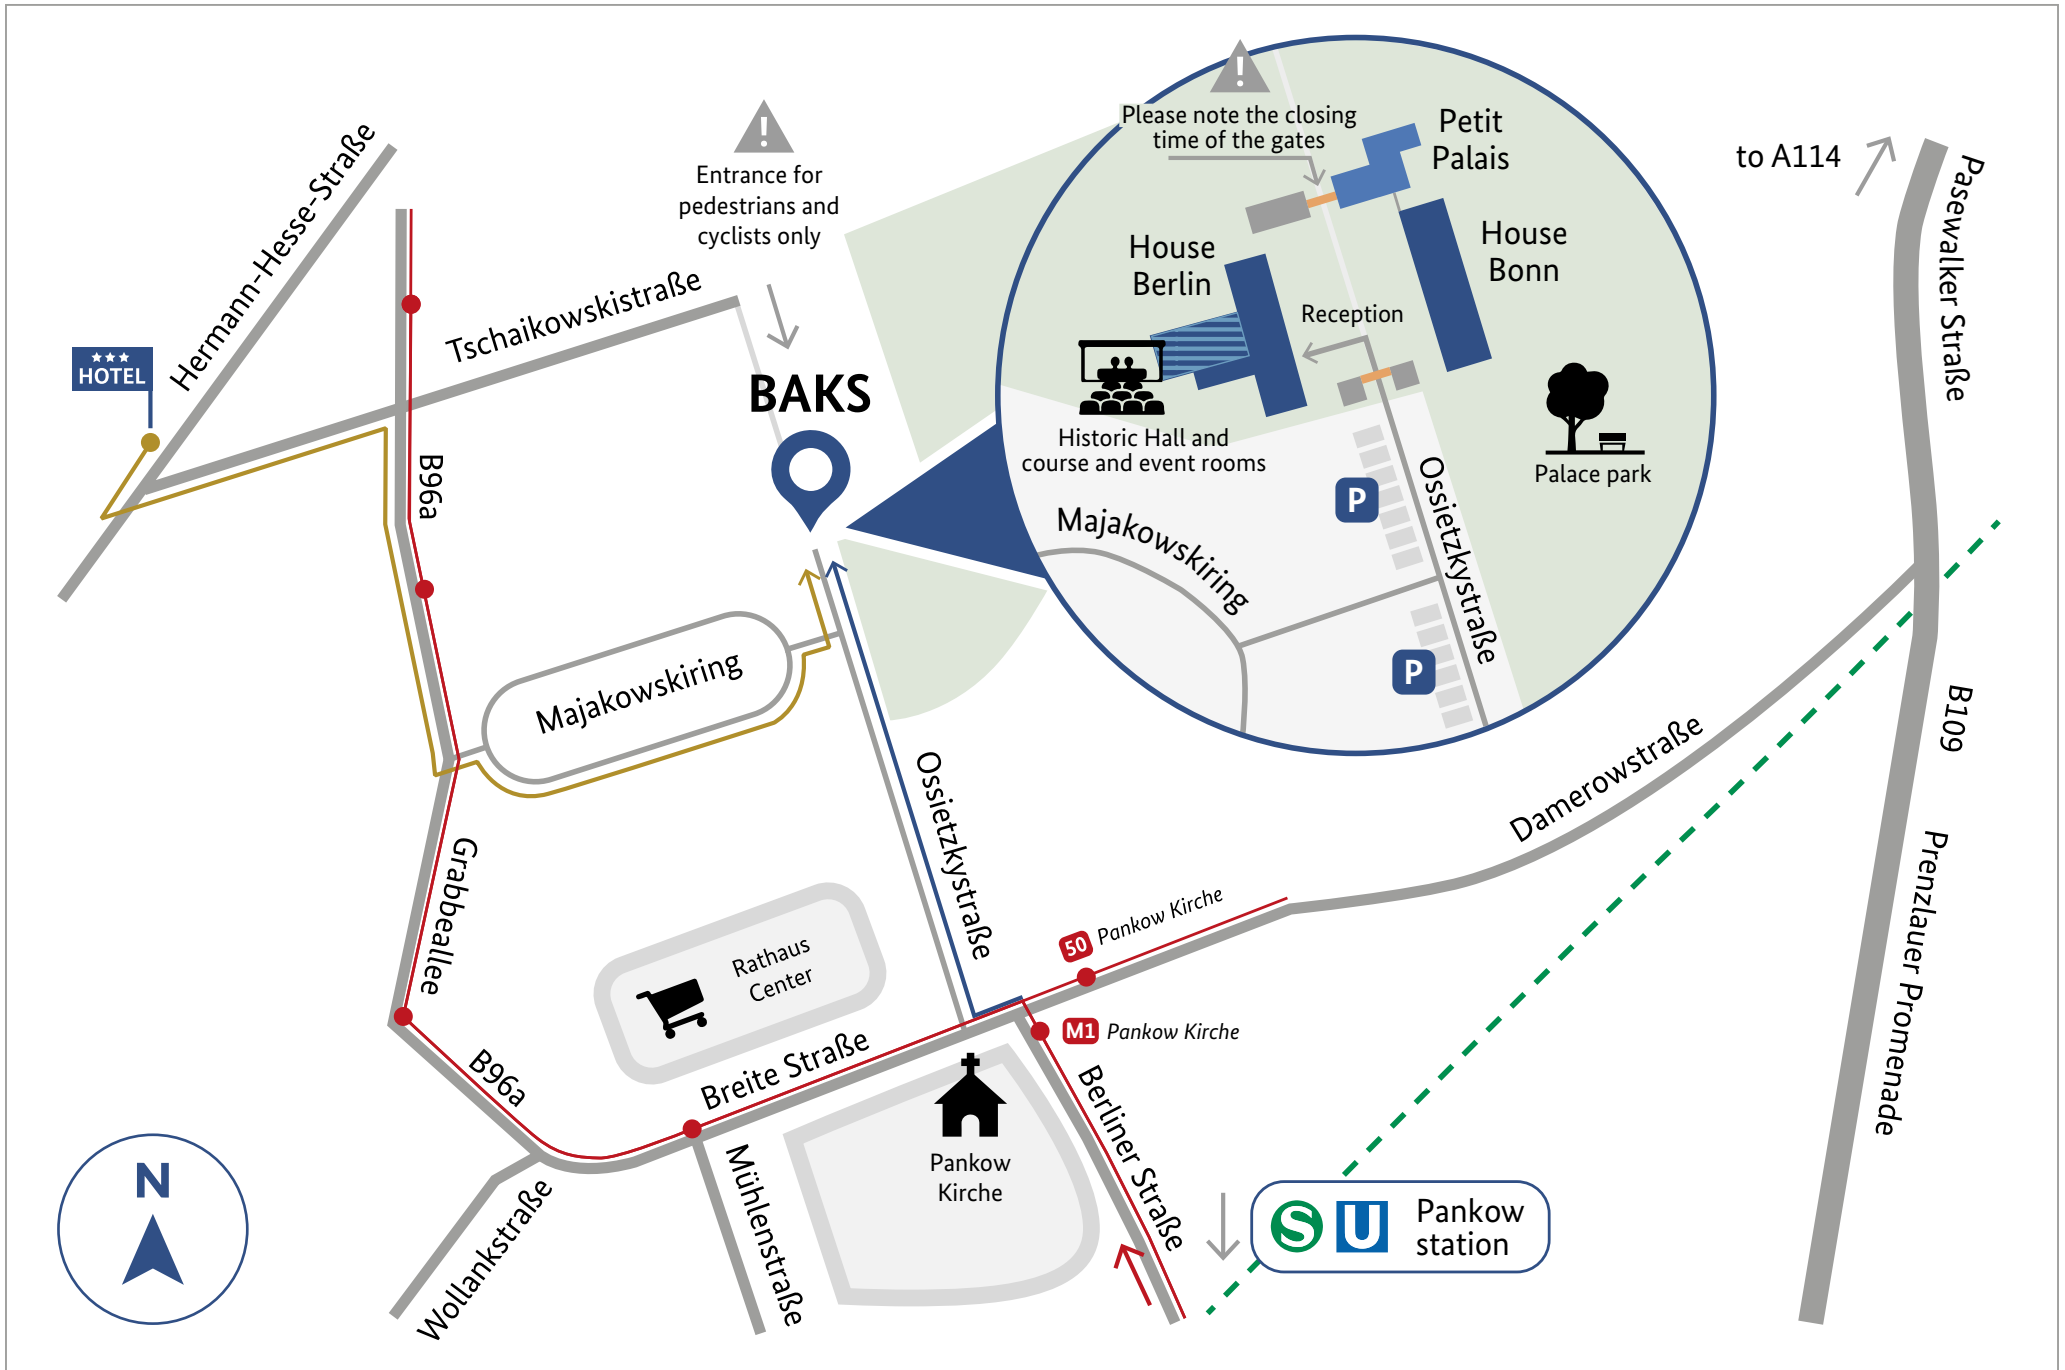 Please note the closing
time of the gates
Petit
Palais
to A114
Pasewalker Straße
Hermann-Hesse-Straße
Entrance for
pedestrians and
cyclists only
House
Berlin
House
Bonn
Tschaikowskistraße
Reception
HOTEL
BAKS
Historic Hall and
course and event rooms
Palace park
B96a
P
Ossietzkystraße
Majakowskiring
P
Majakowskiring
B109
Damerowstraße
Ossietzkystraße
Grabbeallee
Prenzlauer Promenade
50 Pankow Kirche
Rathaus
Center
M1 Pankow Kirche
Breite Straße
B96a
Berliner Straße
Pankow
Kirche
Mühlenstraße
Wollankstraße
N
S U Pankow
station